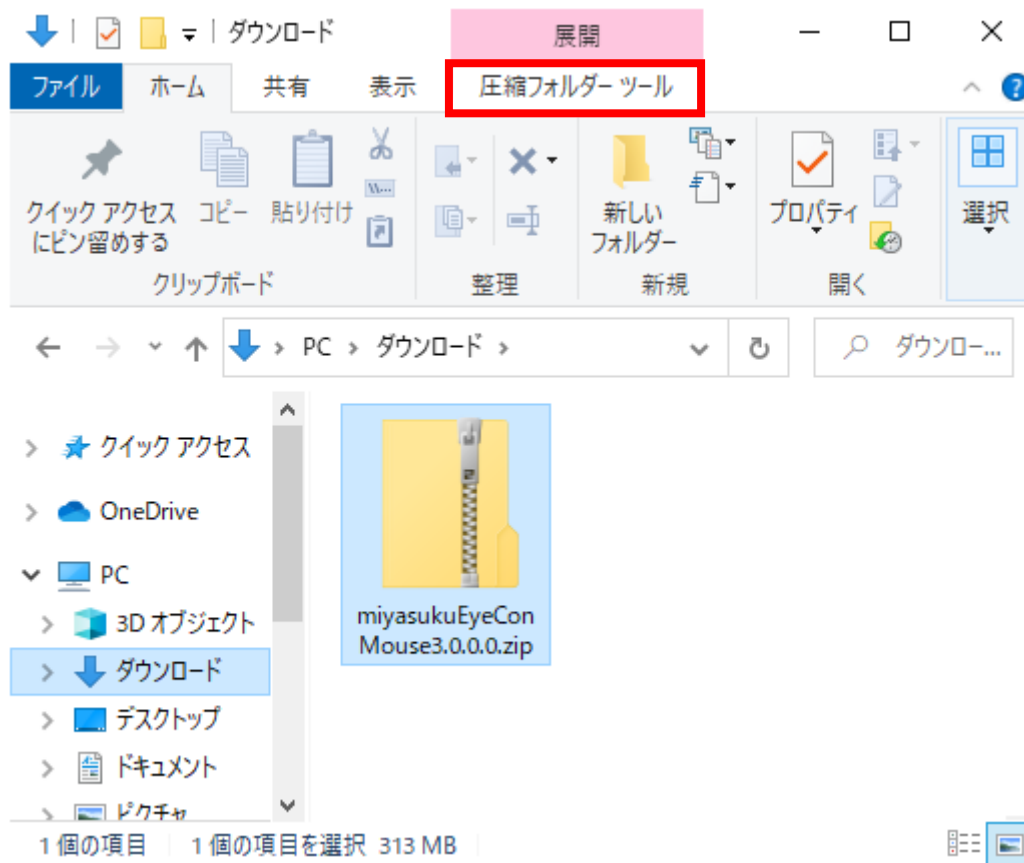 ダウンロード
展開
ファイル ホーム 共有 表示 圧縮フォルダー ツール
クイック アクセス
にピン留めする
コピー
貼り付け
新しい
フォルダー
プロパティ
選択
クリップボード
整理
新規
開く
PC ダウンロード
ダウンロー...
クイック アクセス
OneDrive
PC
3D オブジェクト
ダウンロード
デスクトップ
ドキュメント
ピクチャ
miyasukuEyeCon
Mouse3.0.0.0.zip
1 個の項目 1 個の項目を選択 313 MB